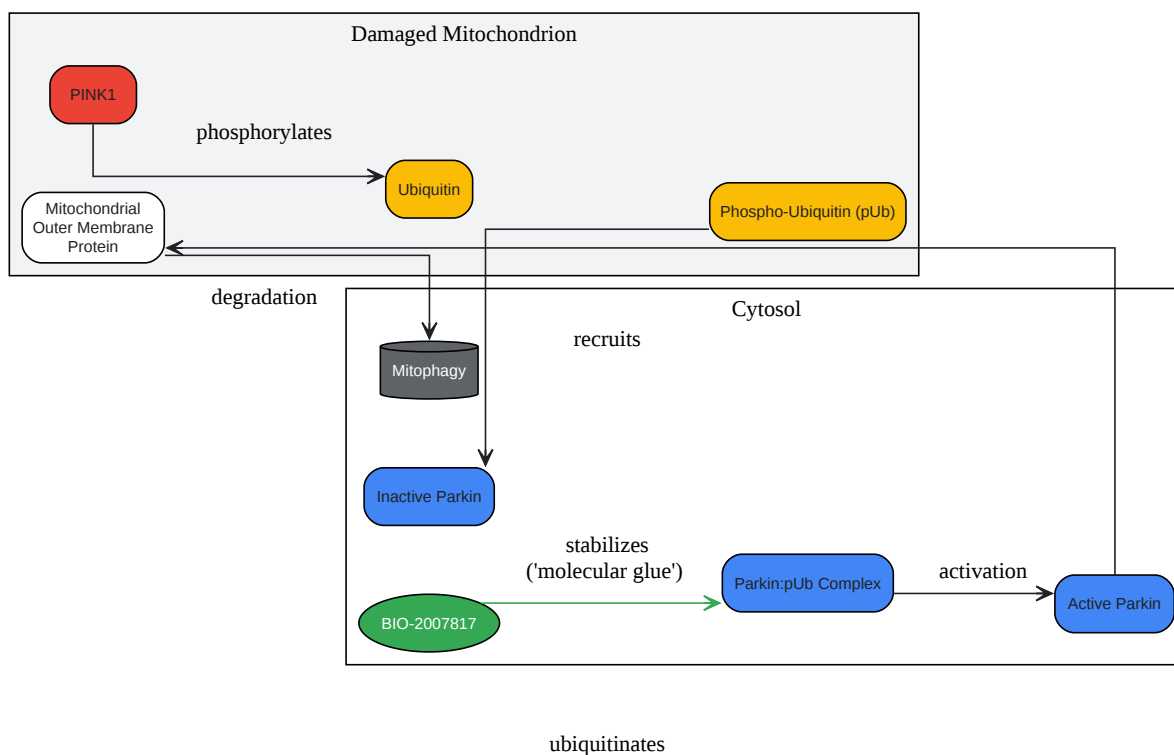 Damaged Mitochondrion
PINK1
phosphorylates
Ubiquitin
Mitochondrial
Outer Membrane
Protein
Phospho-Ubiquitin (pUb)
degradation
Cytosol
recruits
Mitophagy
Inactive Parkin
stabilizes
('molecular glue')
Parkin:pUb Complex
activation
Active Parkin
BIO-2007817
ubiquitinates